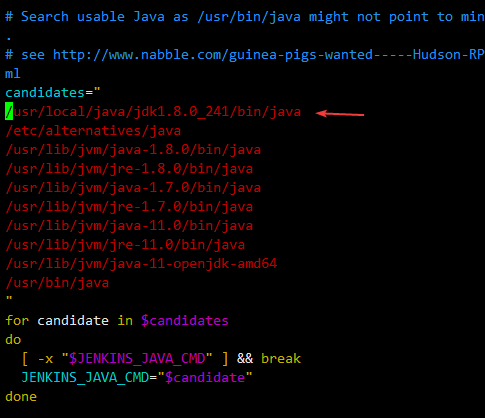 # Search usable Java as /usr/bin/java might not point to min
.
# see http://www.nabble.com/guinea-pigs-wanted-----Hudson-RP
ml
candidates="
/usr/local/java/jdk1.8.0_241/bin/java
/etc/alternatives/java
/usr/lib/jvm/java-1.8.0/bin/java
/usr/lib/jvm/jre-1.8.0/bin/java
/usr/lib/jvm/java-1.7.0/bin/java
/usr/lib/jvm/jre-1.7.0/bin/java
/usr/lib/jvm/java-11.0/bin/java
/usr/lib/jvm/jre-11.0/bin/java
/usr/lib/jvm/java-11-openjdk-amd64
/usr/bin/java
"
for candidate in $candidates
do
  [ -x "$JENKINS_JAVA_CMD" ] && break
  JENKINS_JAVA_CMD="$candidate"
done